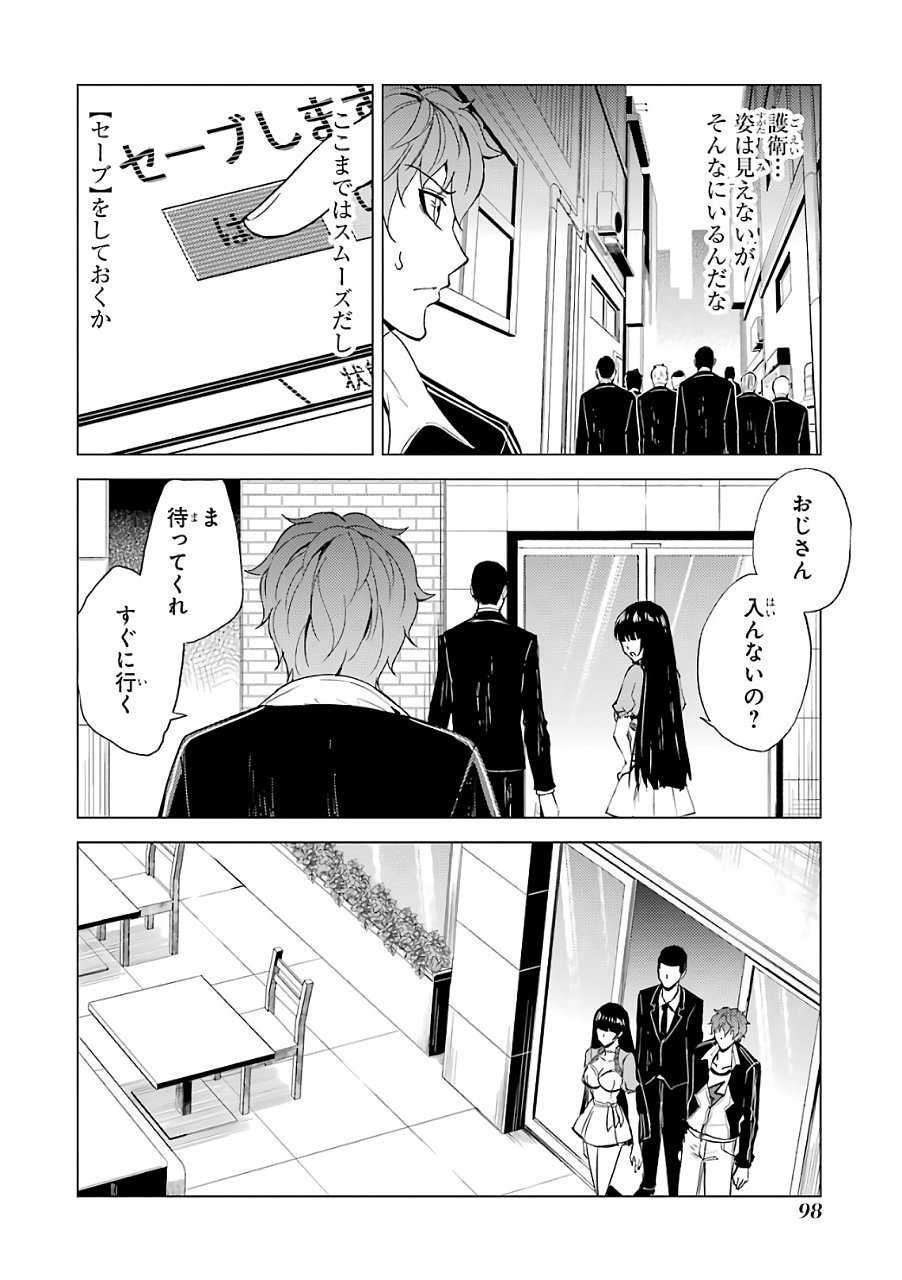 護衛…
姿は見えないが
そんなにいるんだな
ここまではスムーズだし
セーブします
はい
状
【セーブ】をしておくか
おじさん
入んないの？
ま
待ってくれ
すぐに行く
98